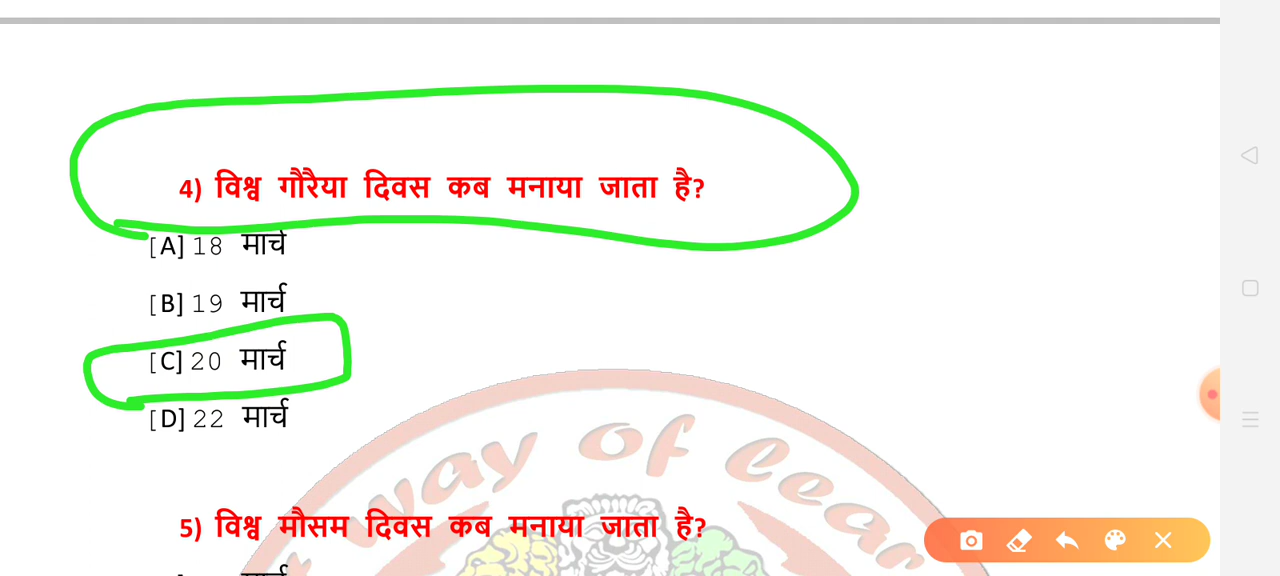 4) विश्व गौरैया दिवस कब मनाया जाता है?
[A] 18 मार्च
[B] 19 मार्च
[C] 20 मार्च
[D] 22 मार्च
way of lear
5) विश्व मौसम दिवस कब मनाया जाता है?